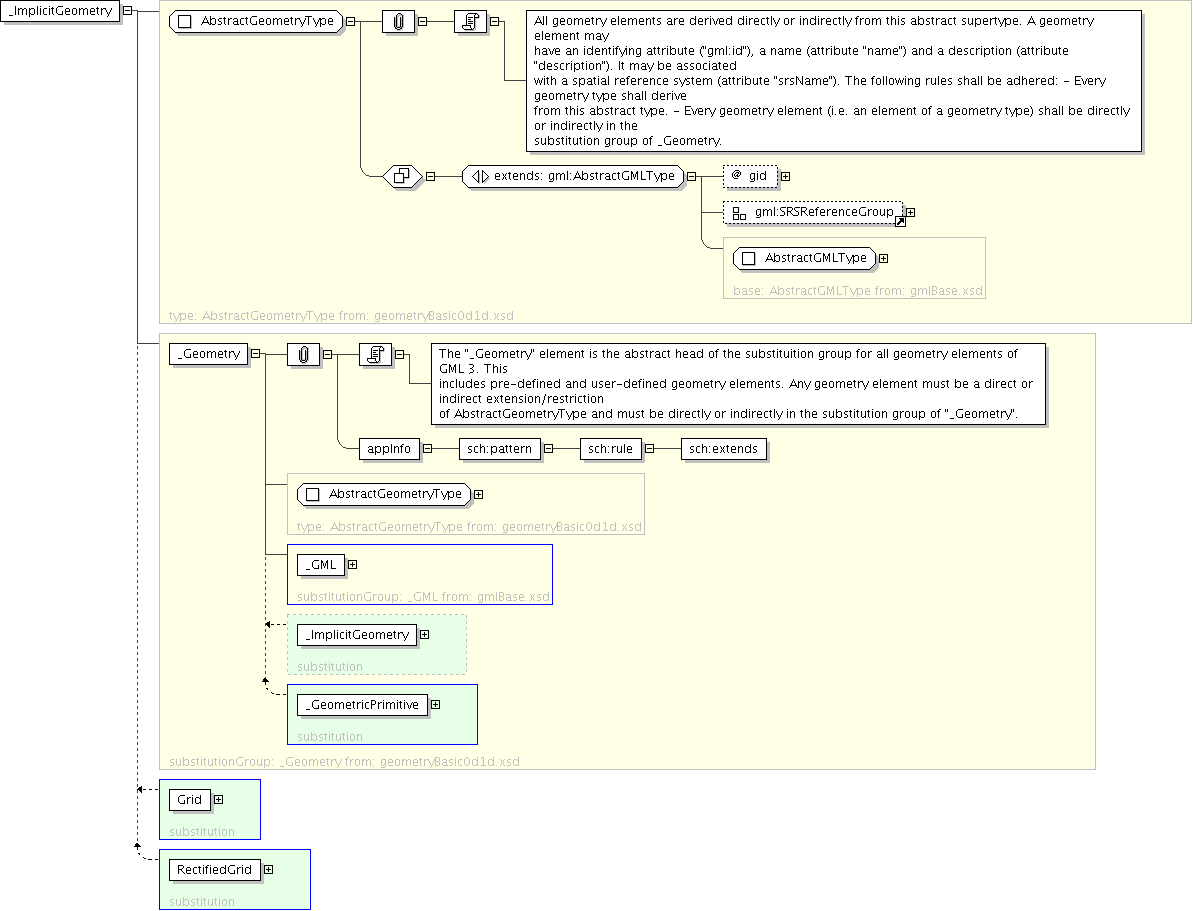 _ImplicitGeometry
AbstractGeometryType
All geometry elements are derived directly or indirectly from this abstract supertype. A geometry
element may
have an identifying attribute ("gml:id"), a name (attribute "name") and a description (attribute
"description"). It may be associated
with a spatial reference system (attribute "srsName"). The following rules shall be adhered: - Every
geometry type shall derive
from this abstract type. - Every geometry element (i.e. an element of a geometry type) shall be directly
or indirectly in the
substitution group of _Geometry.
extends: gml:AbstractGMLType
@ gid
gml:SRSReferenceGroup
AbstractGMLType
base: AbstractGMLType from: gmlBase.xsd
type: AbstractGeometryType from: geometryBasic0d1d.xsd
_Geometry
The "_Geometry" element is the abstract head of the substituition group for all geometry elements of
GML 3. This
includes pre-defined and user-defined geometry elements. Any geometry element must be a direct or
indirect extension/restriction
of AbstractGeometryType and must be directly or indirectly in the substitution group of "_Geometry".
appInfo
sch:pattern
sch:rule
sch:extends
AbstractGeometryType
type: AbstractGeometryType from: geometryBasic0d1d.xsd
_GML
substitutionGroup: _GML from: gmlBase.xsd
_ImplicitGeometry
substitution
_GeometricPrimitive
substitution
substitutionGroup: _Geometry from: geometryBasic0d1d.xsd
Grid
substitution
RectifiedGrid
substitution